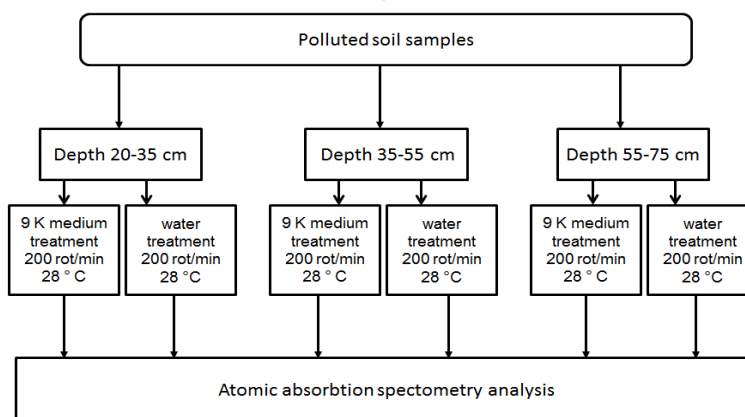 Polluted soil samples
Depth 20-35 cm
Depth 35-55 cm
Depth 55-75 cm
9 K medium
treatment
200 rot/min
28 ° C
water
treatment
200 rot/min
28 °C
9 K medium
treatment
200 rot/min
28 ° C
water
treatment
200 rot/min
28 °C
9 K medium
treatment
200 rot/min
28 ° C
water
treatment
200 rot/min
28 °C
Atomic absorbtion spectometry analysis